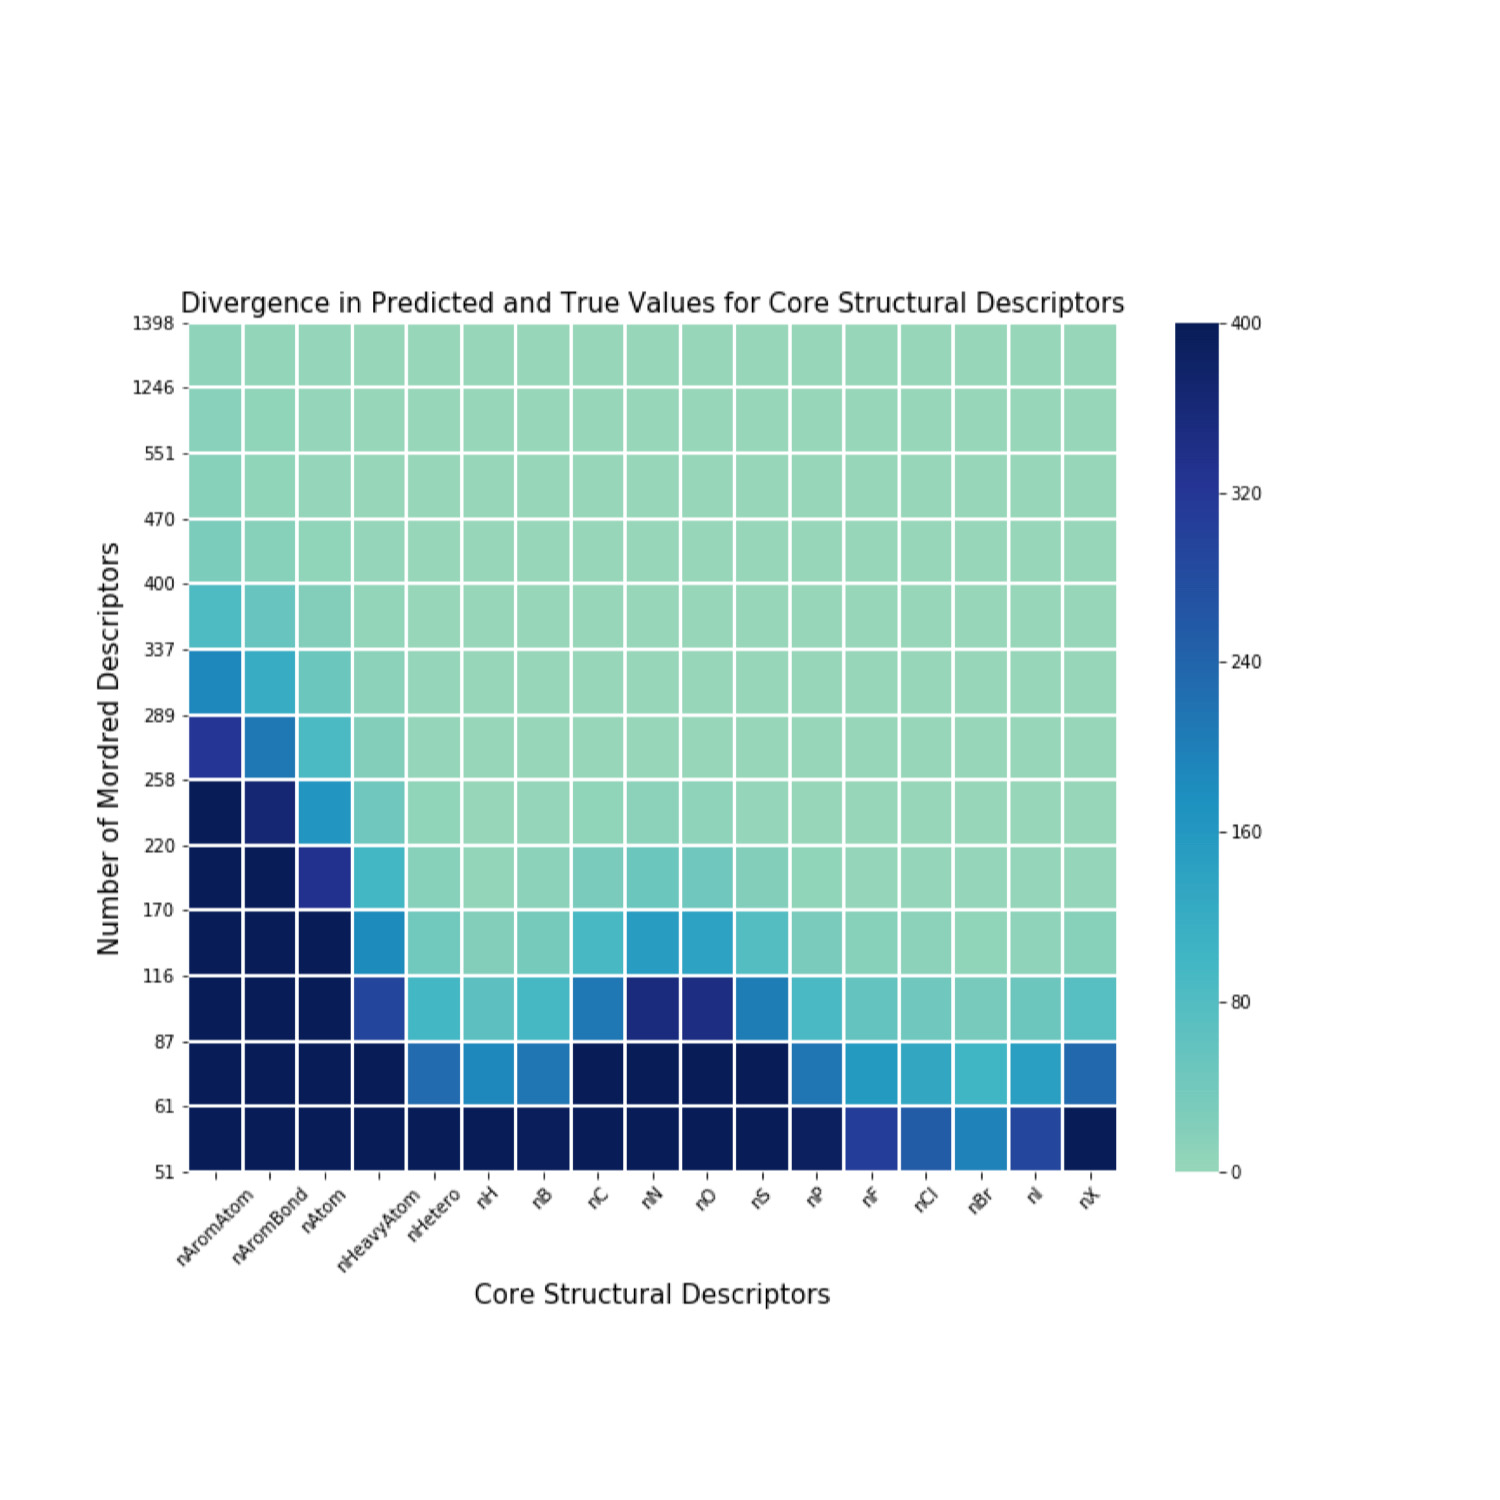 Divergence in Predicted and True Values for Core Structural Descriptors
1398
1246
551
470
400
337
289
258
220
170
116
87
61
51
Number of Mordred Descriptors
nAromAtom
nAromBond
nAtom
nHeavyAtom
nHetero
nH
nB
nC
nN
nO
nS
nP
nF
nCl
nBr
nI
nX
Core Structural Descriptors
400
320
240
160
80
0